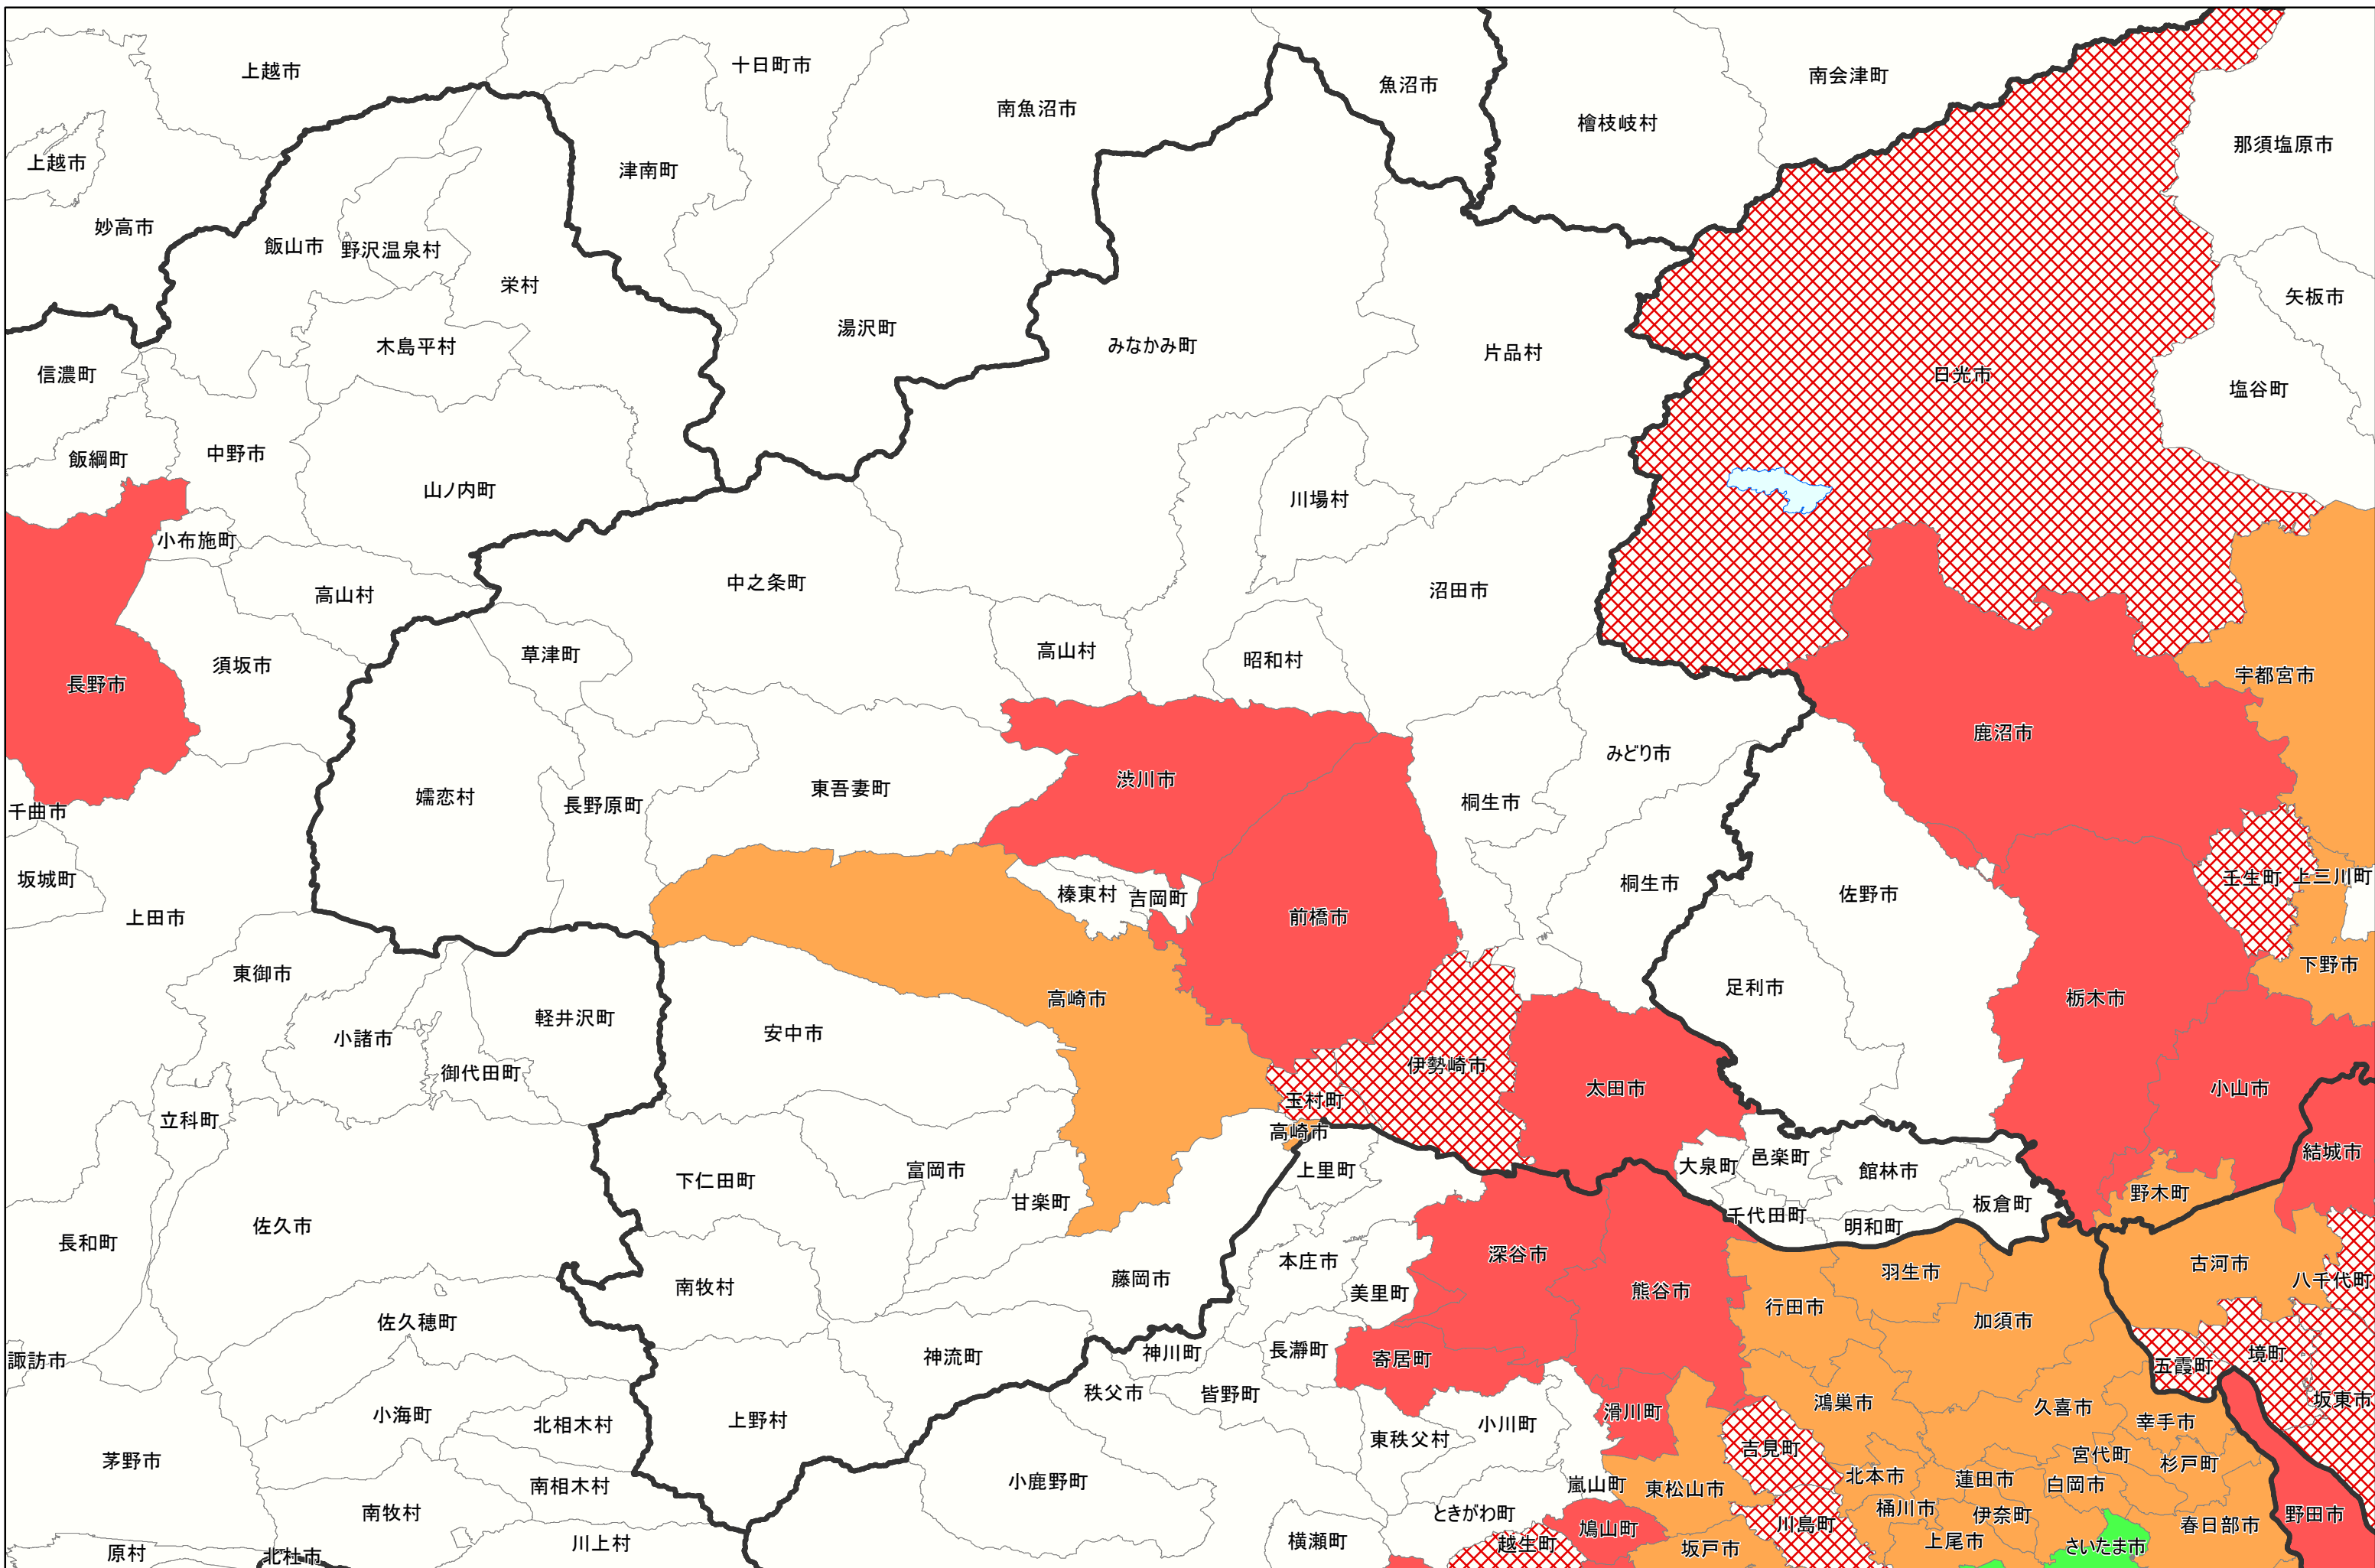 上越市
十日町市
南魚沼市
魚沼市
檜枝岐村
南会津町
那須塩原市
上越市
津南町
妙高市
飯山市
野沢温泉村
栄村
矢板市
湯沢町
みなかみ町
片品村
日光市
塩谷町
木島平村
信濃町
飯綱町
中野市
山ノ内町
川場村
小布施町
高山村
中之条町
沼田市
須坂市
草津町
高山村
昭和村
宇都宮市
長野市
鹿沼市
みどり市
渋川市
東吾妻町
嬬恋村
長野原町
桐生市
千曲市
坂城町
上田市
榛東村
吉岡町
前橋市
桐生市
佐野市
壬生町
上三川町
東御市
小諸市
軽井沢町
御代田町
安中市
高崎市
足利市
栃木市
下野市
伊勢崎市
太田市
小山市
玉村町
高崎市
立科町
結城市
上里町
大泉町
邑楽町
館林市
板倉町
野木町
下仁田町
富岡市
甘楽町
千代田町
明和町
佐久市
長和町
本庄市
深谷市
古河市
八千代町
南牧村
藤岡市
美里町
熊谷市
羽生市
行田市
加須市
佐久穂町
諏訪市
神流町
神川町
長瀞町
寄居町
五霞町
境町
坂東市
秩父市
皆野町
小海町
北相木村
上野村
東秩父村
小川町
滑川町
鴻巣市
久喜市
幸手市
吉見町
宮代町
杉戸町
茅野市
小鹿野町
嵐山町
東松山市
北本市
蓮田市
白岡市
南相木村
南牧村
ときがわ町
鳩山町
川島町
桶川市
伊奈町
野田市
春日部市
川上村
横瀬町
越生町
坂戸市
上尾市
さいたま市
原村
北杜市